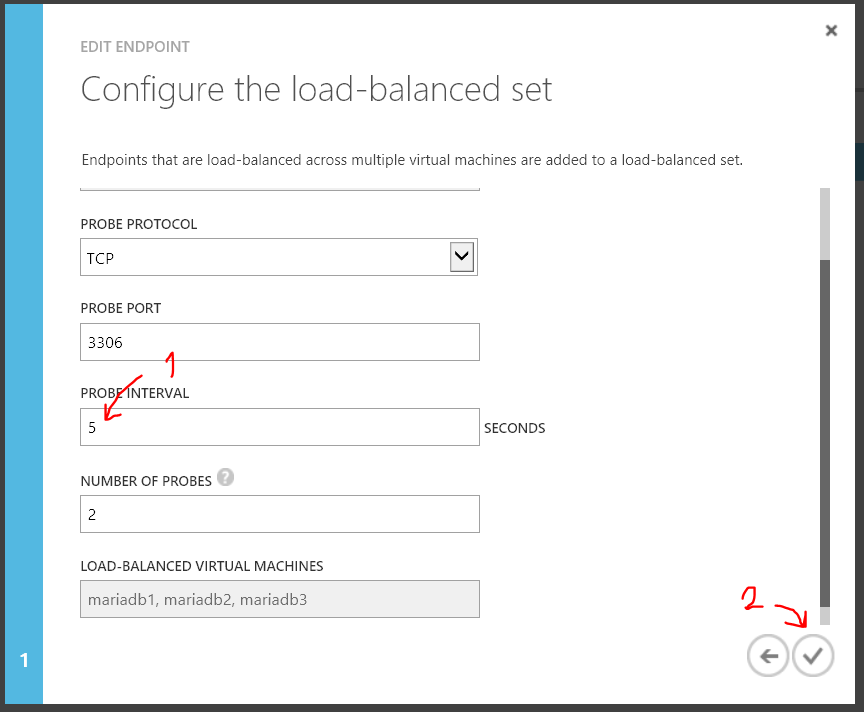 EDIT ENDPOINT
Configure the load-balanced set
Endpoints that are load-balanced across multiple virtual machines are added to a load-balanced set.
PROBE PROTOCOL
TCP
PROBE PORT
3306
1
PROBE INTERVAL
5 SECONDS
NUMBER OF PROBES ?
2
LOAD-BALANCED VIRTUAL MACHINES
mariadb1, mariadb2, mariadb3
2
1